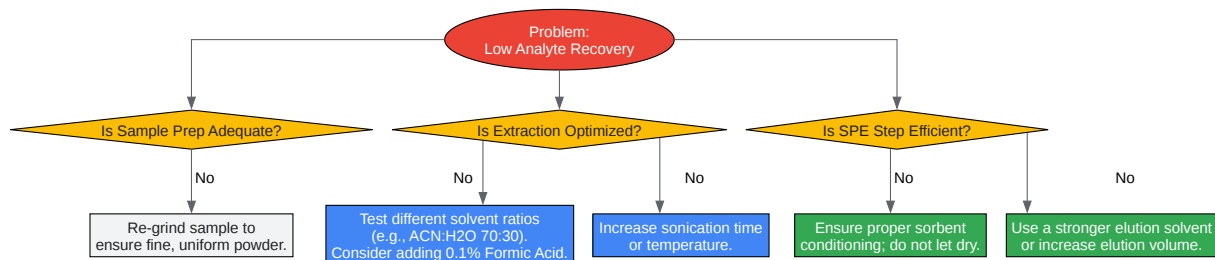 Problem:
Low Analyte Recovery
Is Sample Prep Adequate?
Is Extraction Optimized?
Is SPE Step Efficient?
No
No
No
No
No
Re-grind sample to
ensure fine, uniform powder.
Test different solvent ratios
(e.g., ACN:H2O 70:30).
Consider adding 0.1% Formic Acid.
Increase sonication time
or temperature.
Ensure proper sorbent
conditioning; do not let dry.
Use a stronger elution solvent
or increase elution volume.